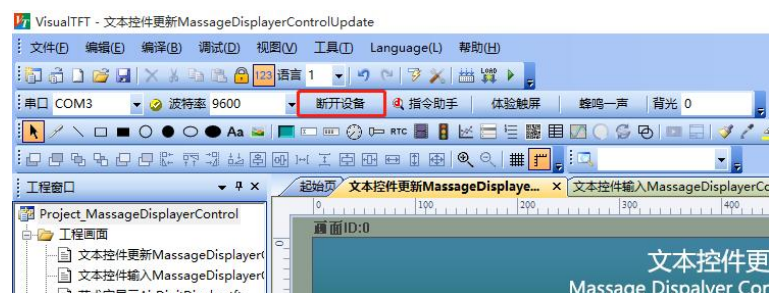 VisualTFT - 文本控件更新MassageDisplayerControlUpdate
文件(F) 编辑(E) 编译(B) 调试(D) 视图(V) 工具(T) Language(L) 帮助(H)
123 语言 1
串口 COM3 波特率 9600 断开设备 指令助手 体验触屏 蜂鸣一声 背光 0
Aa RTC
工程窗口
起始页 文本控件更新MassageDisplaye... × 文本控件输入MassageDisplayerCo
Project_MassageDisplayerControl
0 100 200 300 400
工程画面
画面ID:0
文本控件更新MassageDisplayer(
文本控件更
文本控件输入MassageDisplayer(
Massage Dispalyer Con